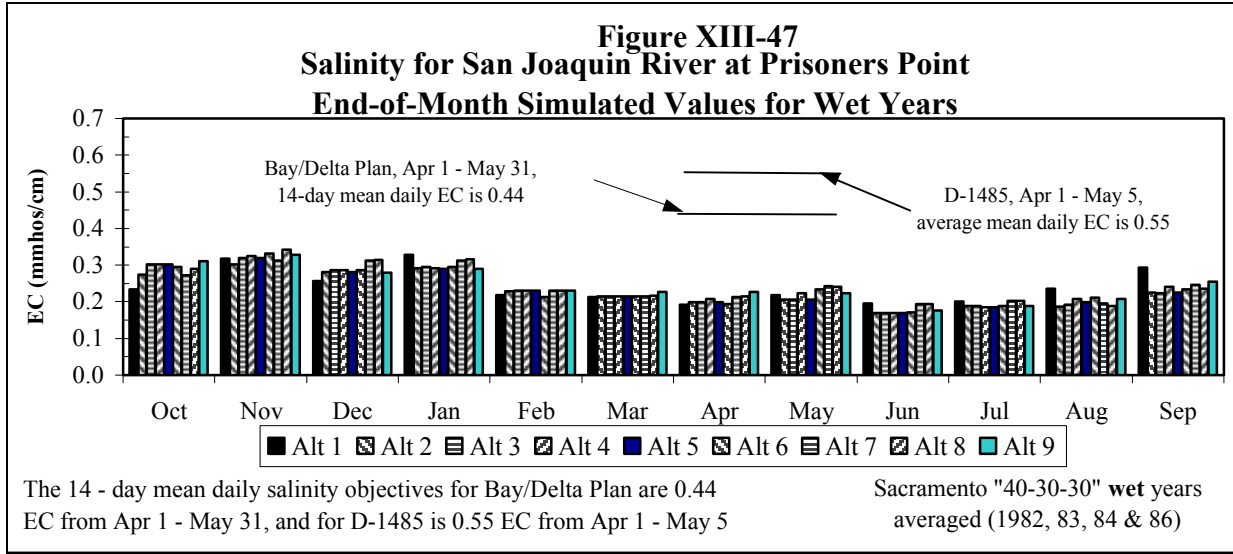 Figure XIII-47
Salinity for San Joaquin River at Prisoners Point
End-of-Month Simulated Values for Wet Years
EC (mmhos/cm)
0.7
0.6
0.5
0.4
0.3
0.2
0.1
0.0
Bay/Delta Plan, Apr 1 - May 31,
14-day mean daily EC is 0.44
D-1485, Apr 1 - May 5,
average mean daily EC is 0.55
Oct Nov Dec Jan Feb Mar Apr May Jun Jul Aug Sep
Alt 1 Alt 2 Alt 3 Alt 4 Alt 5 Alt 6 Alt 7 Alt 8 Alt 9
The 14 - day mean daily salinity objectives for Bay/Delta Plan are 0.44
EC from Apr 1 - May 31, and for D-1485 is 0.55 EC from Apr 1 - May 5
Sacramento "40-30-30" wet years
averaged (1982, 83, 84 & 86)